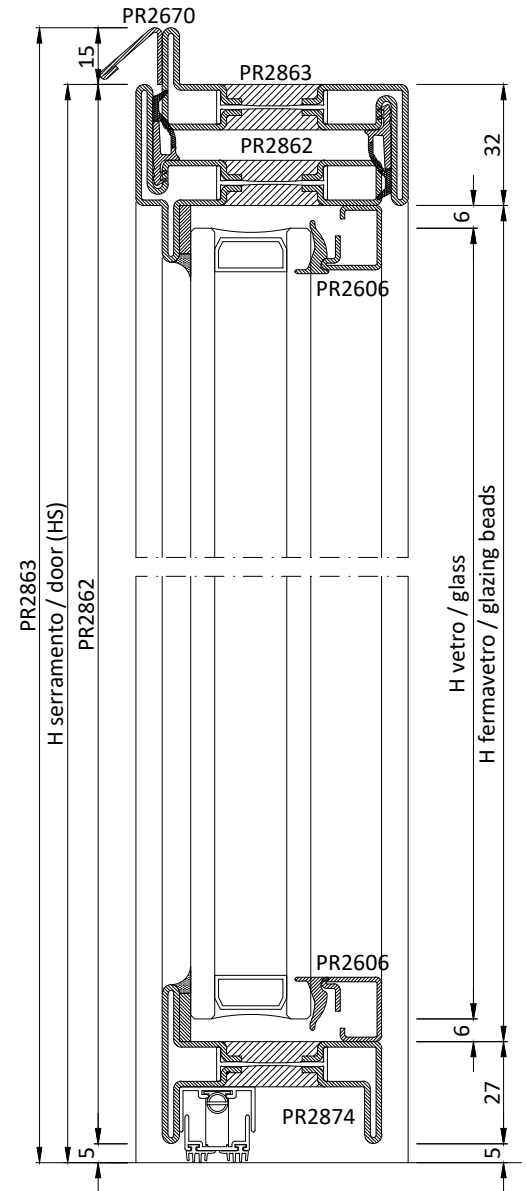 PR2670
15
PR2863
PR2862
32
6
PR2606
PR2863
H serramento / door (HS)
PR2862
H vetro / glass
H fermavetro / glazing beads
PR2606
6
PR2874
27
5
5